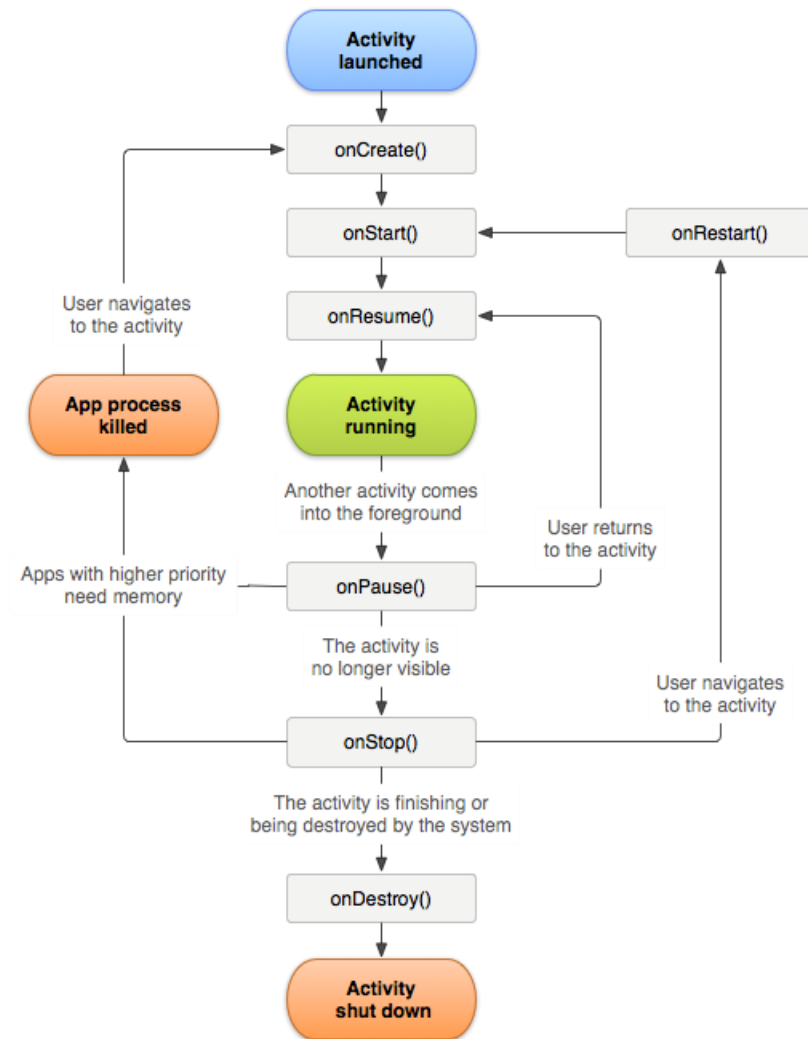 Activity
launched
onCreate()
onStart()
onRestart()
User navigates
to the activity
onResume()
App process
killed
Activity
running
Another activity comes
into the foreground
User returns
to the activity
Apps with higher priority
need memory
onPause()
The activity is
no longer visible
User navigates
to the activity
onStop()
The activity is finishing or
being destroyed by the system
onDestroy()
Activity
shut down